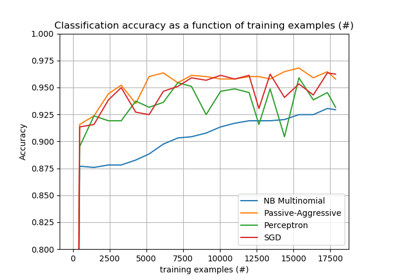 Classification accuracy as a function of training examples (#)
1.000
0.975
0.950
0.925
0.900
0.875
0.850
0.825
0.800
Accuracy
NB Multinomial
Passive-Aggressive
Perceptron
SGD
0 2500 5000 7500 10000 12500 15000 17500
training examples (#)